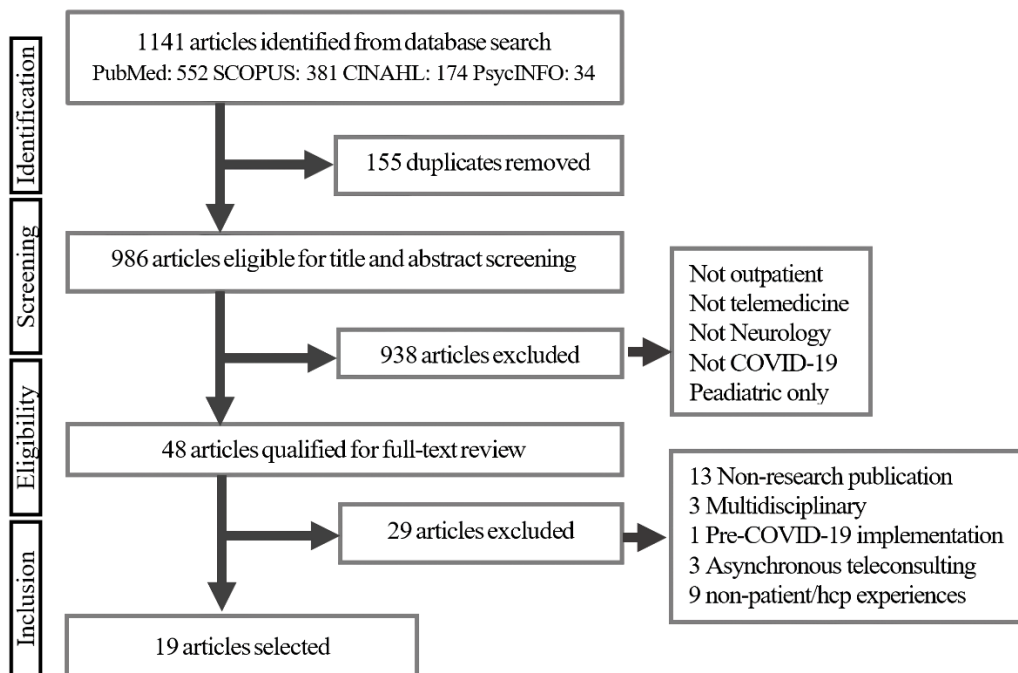 Identification
1141 articles identified from database search
PubMed: 552 SCOPUS: 381 CINAHL: 174 PsycINFO: 34
155 duplicates removed
Screening
986 articles eligible for title and abstract screening
938 articles excluded
Not outpatient
Not telemedicine
Not Neurology
Not COVID-19
Peadiatric only
Eligibility
48 articles qualified for full-text review
29 articles excluded
13 Non-research publication
3 Multidisciplinary
1 Pre-COVID-19 implementation
3 Asynchronous teleconsulting
9 non-patient/hcp experiences
Inclusion
19 articles selected